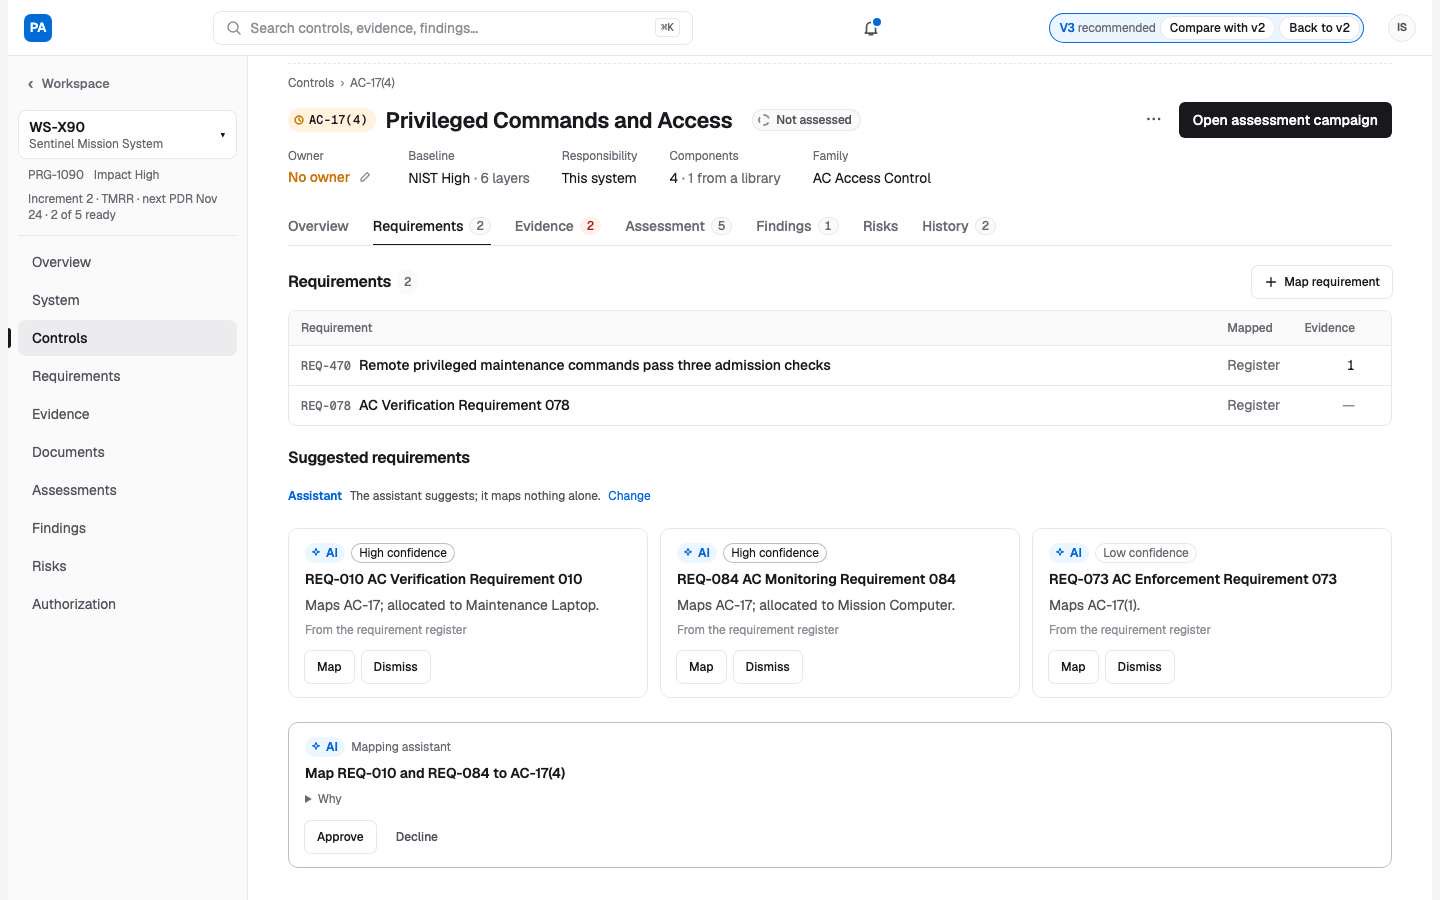 PA
Search controls, evidence, findings...
⌘K
V3 recommended
Compare with v2
Back to v2
IS
‹ Workspace
WS-X90
Sentinel Mission System
PRG-1090 Impact High
Increment 2 · TMRR · next PDR Nov
24 · 2 of 5 ready
Overview
System
Controls
Requirements
Evidence
Documents
Assessments
Findings
Risks
Authorization
Controls › AC-17(4)
AC-17(4)
Privileged Commands and Access
Not assessed
Open assessment campaign
Owner
No owner
Baseline
NIST High · 6 layers
Responsibility
This system
Components
4 · 1 from a library
Family
AC Access Control
Overview
Requirements 2
Evidence 2
Assessment 5
Findings 1
Risks
History 2
Requirements 2
+ Map requirement
Requirement Mapped Evidence
REQ-470 Remote privileged maintenance commands pass three admission checks Register 1
REQ-078 AC Verification Requirement 078 Register —
Suggested requirements
Assistant The assistant suggests; it maps nothing alone. Change
AI High confidence
REQ-010 AC Verification Requirement 010
Maps AC-17; allocated to Maintenance Laptop.
From the requirement register
Map Dismiss
AI High confidence
REQ-084 AC Monitoring Requirement 084
Maps AC-17; allocated to Mission Computer.
From the requirement register
Map Dismiss
AI Low confidence
REQ-073 AC Enforcement Requirement 073
Maps AC-17(1).
From the requirement register
Map Dismiss
AI Mapping assistant
Map REQ-010 and REQ-084 to AC-17(4)
Why
Approve Decline